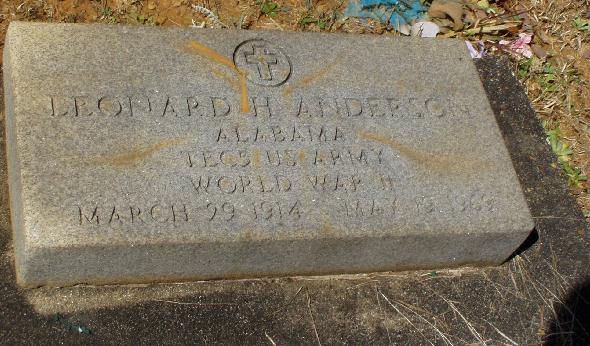 LEONARD H ANDERSON
ALABAMA
TEC5 US ARMY
WORLD WAR II
MARCH 29 1914 MAY